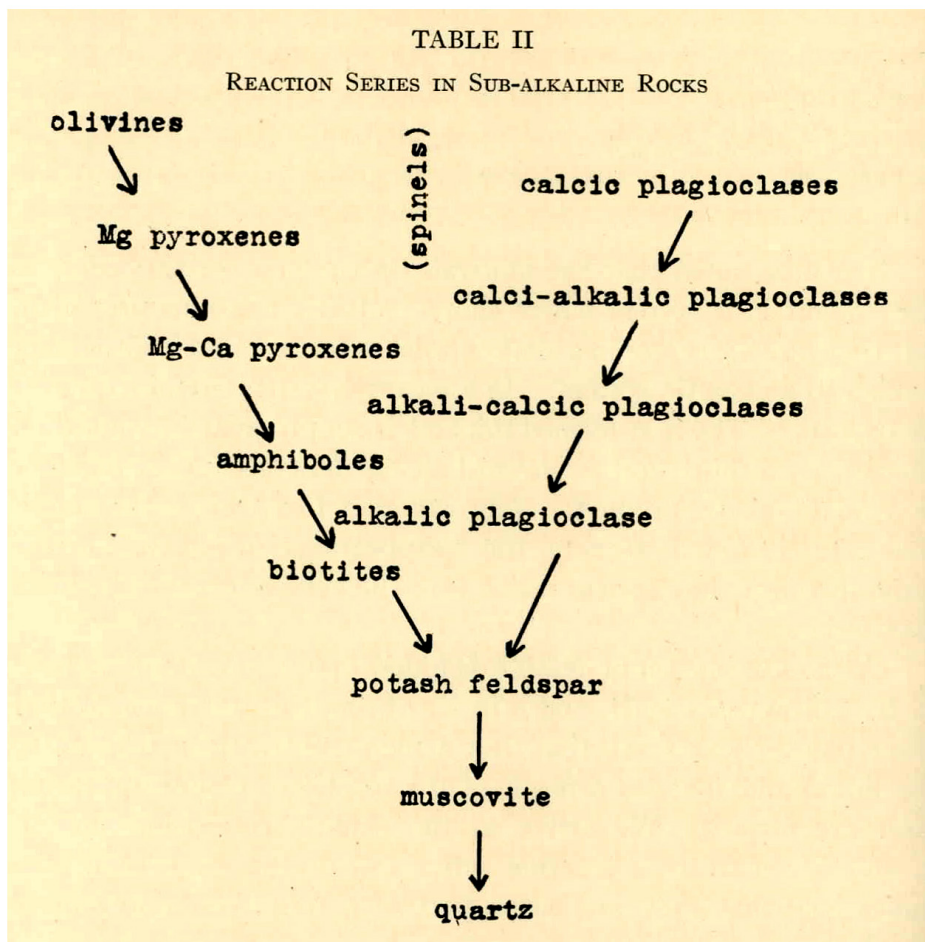 TABLE II
REACTION SERIES IN SUB-ALKALINE ROCKS
olivines
(spinels)
calcic plagioclases
Mg pyroxenes
calci-alkalic plagioclases
Mg-Ca pyroxenes
alkali-calcic plagioclases
amphiboles
alkalic plagioclase
biotites
potash feldspar
muscovite
quartz